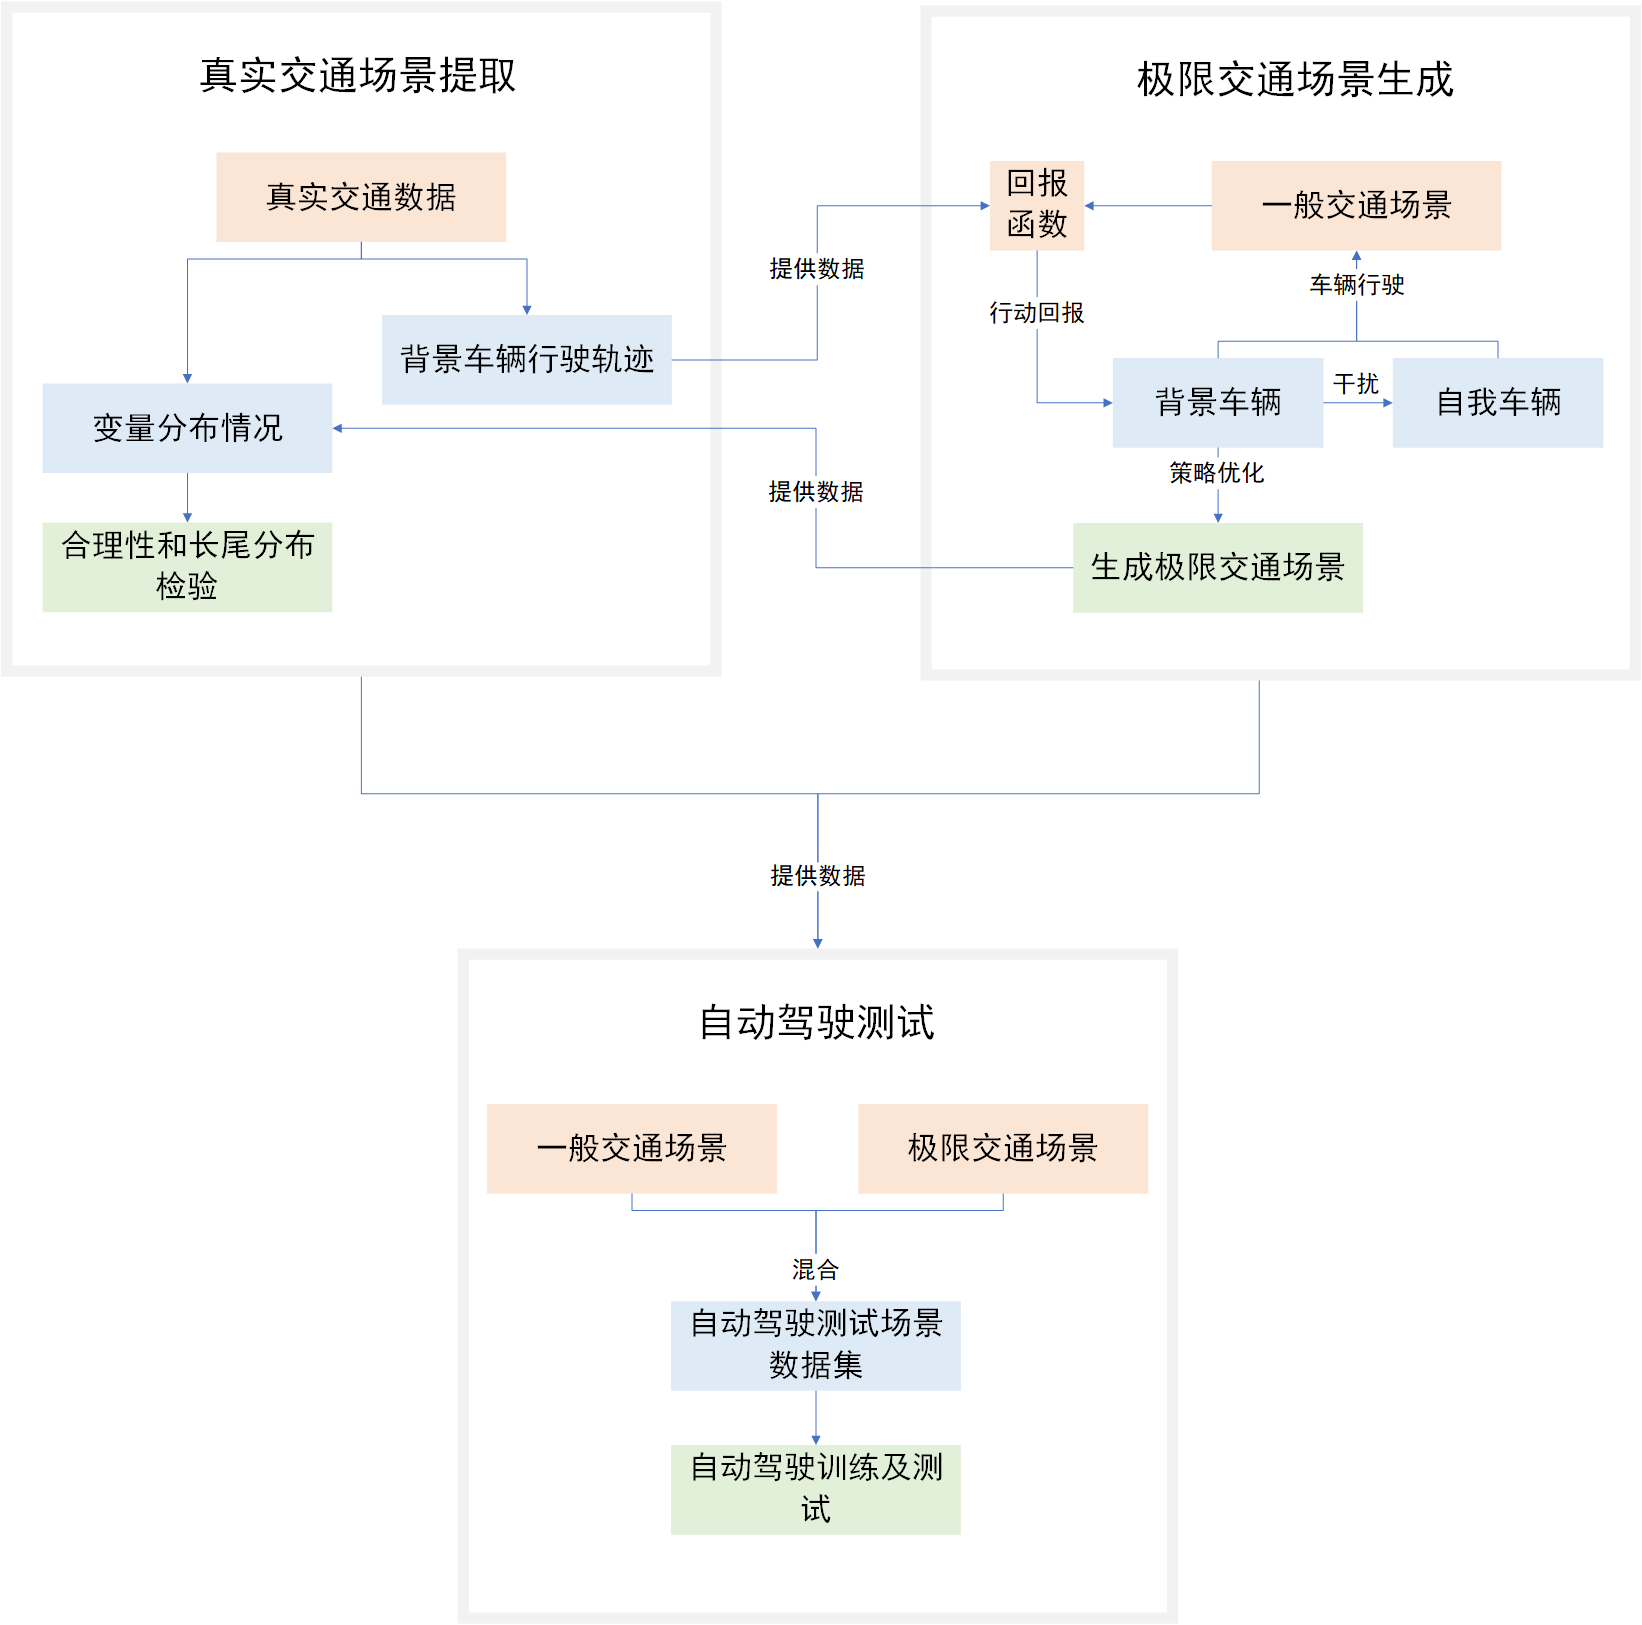 真实交通场景提取
真实交通数据
背景车辆行驶轨迹
变量分布情况
合理性和长尾分布
检验
提供数据
提供数据
极限交通场景生成
回报
函数
一般交通场景
行动回报
车辆行驶
背景车辆
干扰
自我车辆
策略优化
生成极限交通场景
提供数据
自动驾驶测试
一般交通场景
极限交通场景
混合
自动驾驶测试场景
数据集
自动驾驶训练及测
试